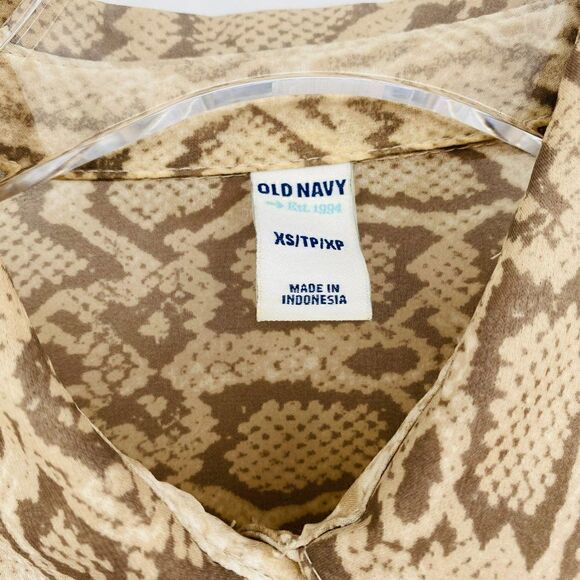 OLD NAVY
→ Est. 1994
XS/TP/XP
MADE IN
INDONESIA